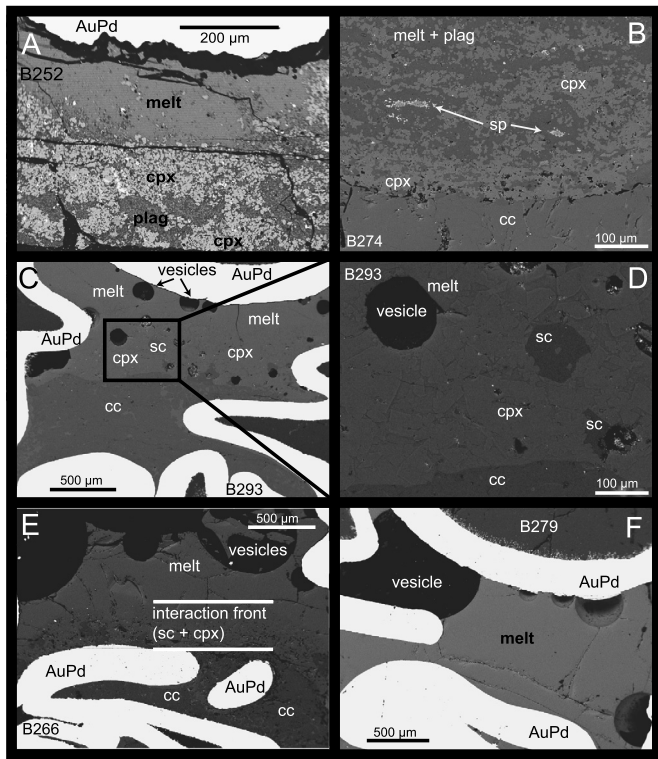 AuPd
200 µm
A
B252
melt
cpx
plag
cpx
B
melt + plag
cpx
sp
cpx
cc
B274
100 µm
C
vesicles
AuPd
melt
melt
AuPd
sc
cpx
cpx
cc
500 µm
B293
B293
D
melt
vesicle
sc
cpx
sc
cc
100 µm
E
500 µm
vesicles
melt
interaction front
(sc + cpx)
AuPd
AuPd
cc
cc
B266
B279
F
vesicle
AuPd
melt
AuPd
500 µm